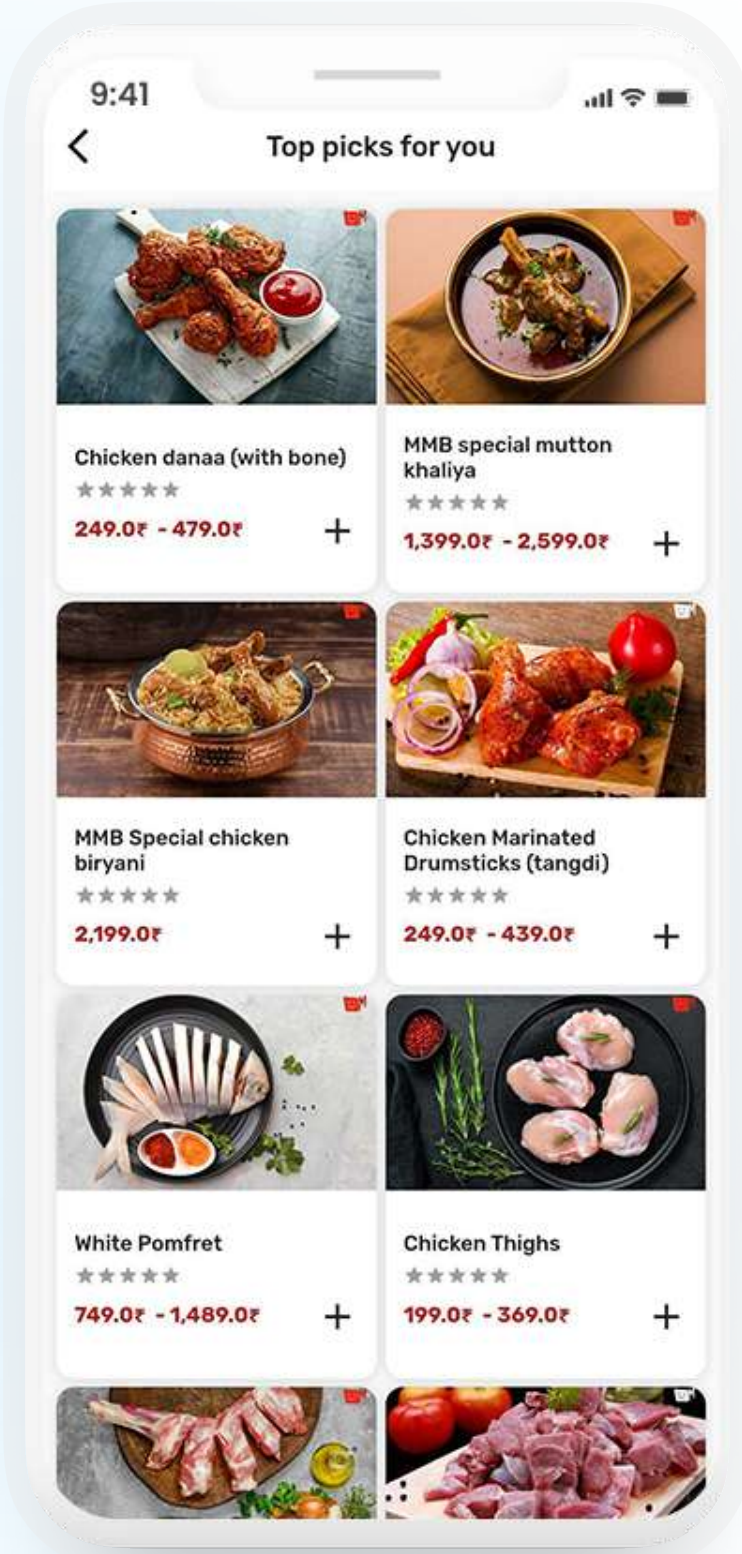 9:41
Top picks for you
Chicken danaa (with bone)
249.0₹ - 479.0₹
MMB special mutton
khaliya
1,399.0₹ - 2,599.0₹
MMB Special chicken
biryani
2,199.0₹
Chicken Marinated
Drumsticks (tangdi)
249.0₹ - 439.0₹
White Pomfret
749.0₹ - 1,489.0₹
Chicken Thighs
199.0₹ - 369.0₹